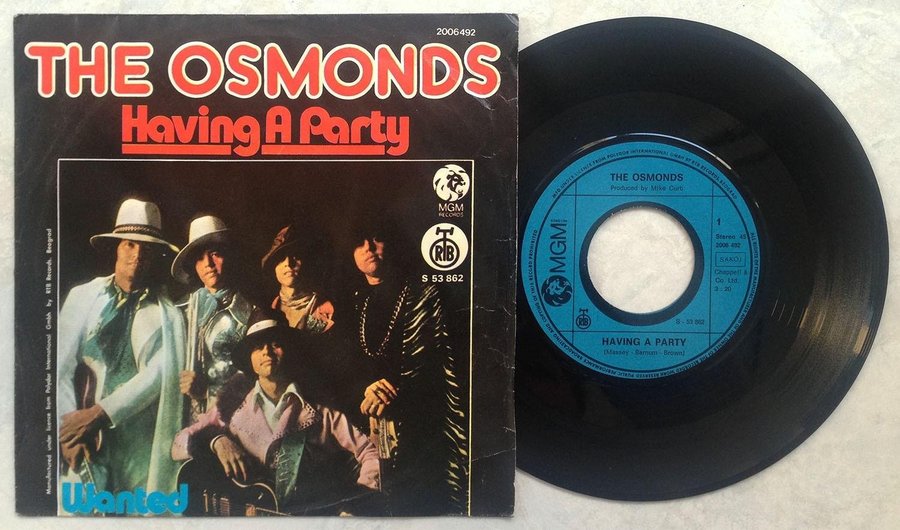 2006492
THE OSMONDS
Having A Party
MGM
RECORDS
RTB
S 53 862
Manufactured under licence from Polydor International Gmbh by RTB Records, Beograd
Wanted
THE OSMONDS
Produced by Mike Curb
1
Stereo 45
2006 492
SAKOJ
Chappell &
Co. Ltd.
3:20
MGM
RTB
S - 53 862
HAVING A PARTY
(Massey - Barnum - Brown)